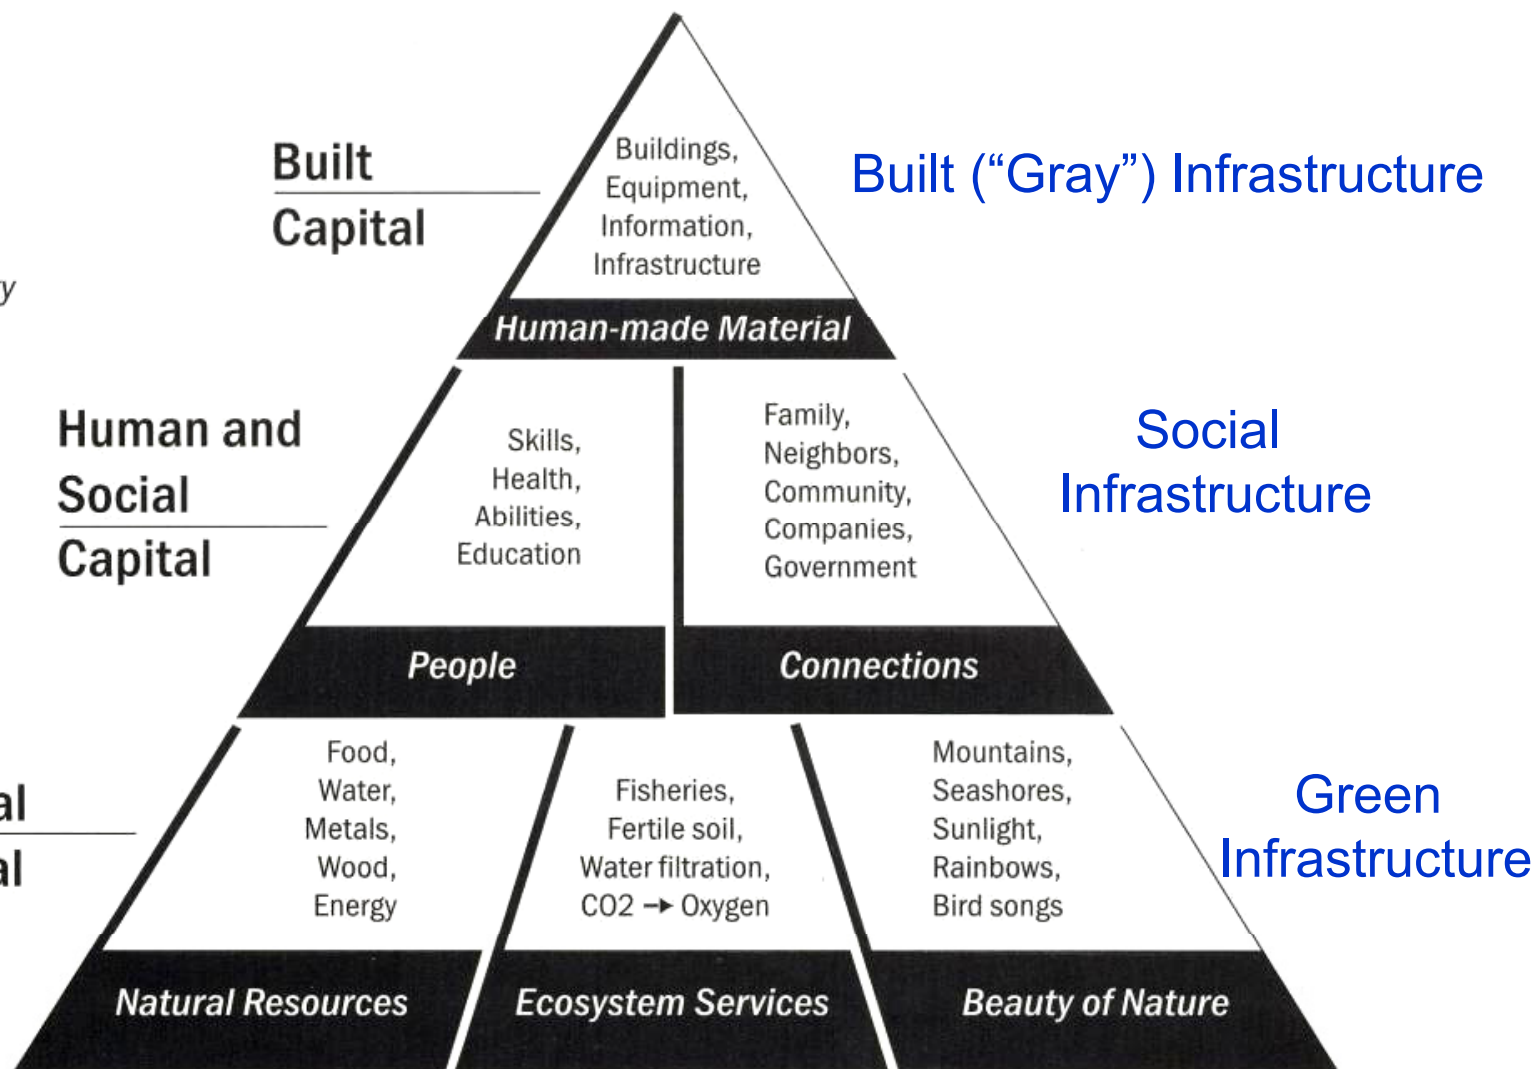 Built
Capital
Buildings,
Equipment,
Information,
Infrastructure
Human-made Material
Built (“Gray”) Infrastructure
Human and
Social
Capital
Skills,
Health,
Abilities,
Education
People
Family,
Neighbors,
Community,
Companies,
Government
Connections
Social
Infrastructure
Food,
Water,
Metals,
Wood,
Energy
Natural Resources
Fisheries,
Fertile soil,
Water filtration,
CO2 → Oxygen
Ecosystem Services
Mountains,
Seashores,
Sunlight,
Rainbows,
Bird songs
Beauty of Nature
Green
Infrastructure